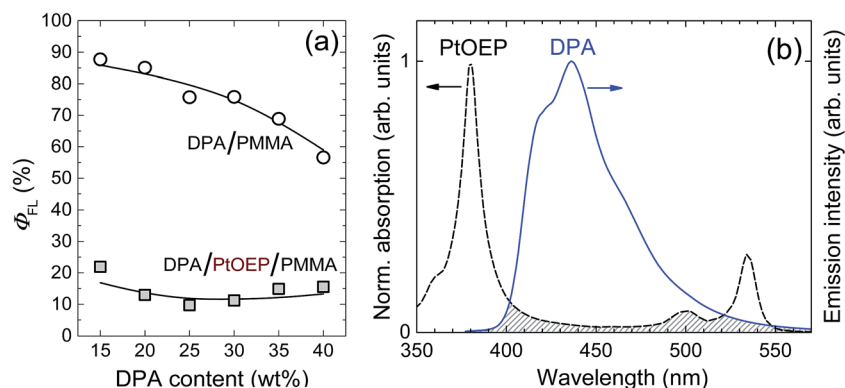 (a)
100
90
80
70
60
50
40
30
20
10
0
Φ_FL (%)
DPA/PMMA
DPA/PtOEP/PMMA
15 20 25 30 35 40
DPA content (wt%)
(b)
PtOEP DPA
1
0
Norm. absorption (arb. units)
Emission intensity (arb. units)
350 400 450 500 550
Wavelength (nm)